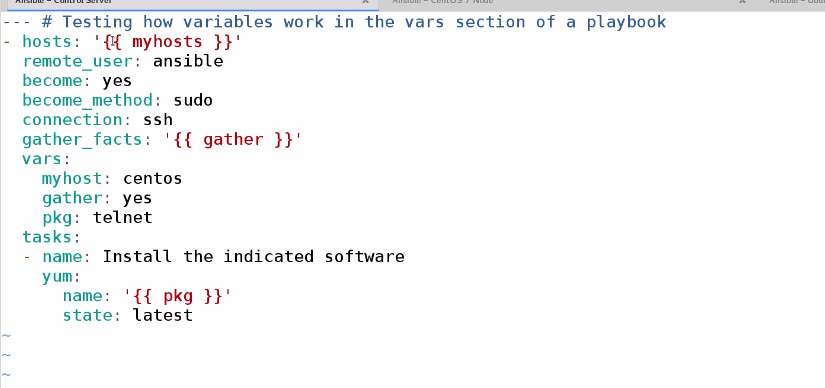 Ansible – Control Server
Ansible – CentOS 7 Node
Ansible – Ubun
--- # Testing how variables work in the vars section of a playbook
- hosts: '{{ myhosts }}'
  remote_user: ansible
  become: yes
  become_method: sudo
  connection: ssh
  gather_facts: '{{ gather }}'
  vars:
    myhost: centos
    gather: yes
    pkg: telnet
  tasks:
  - name: Install the indicated software
    yum:
      name: '{{ pkg }}'
      state: latest
~
~
~